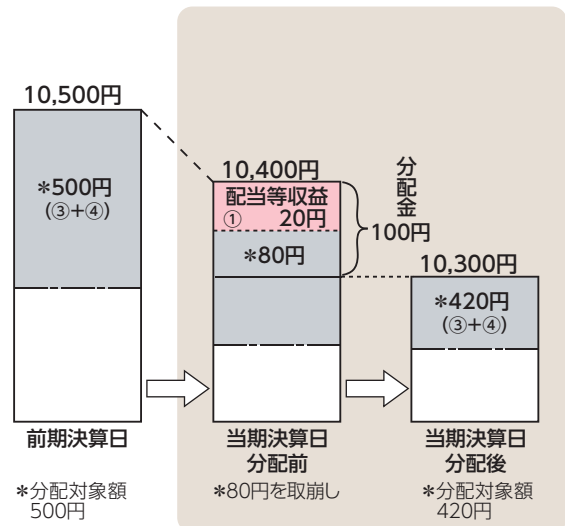 10,500円
*500円
(③+④)
前期決算日
*分配対象額
500円
10,400円
配当等収益
① 20円
*80円
分配金
100円
当期決算日
分配前
*80円を取崩し
10,300円
*420円
(③+④)
当期決算日
分配後
*分配対象額
420円